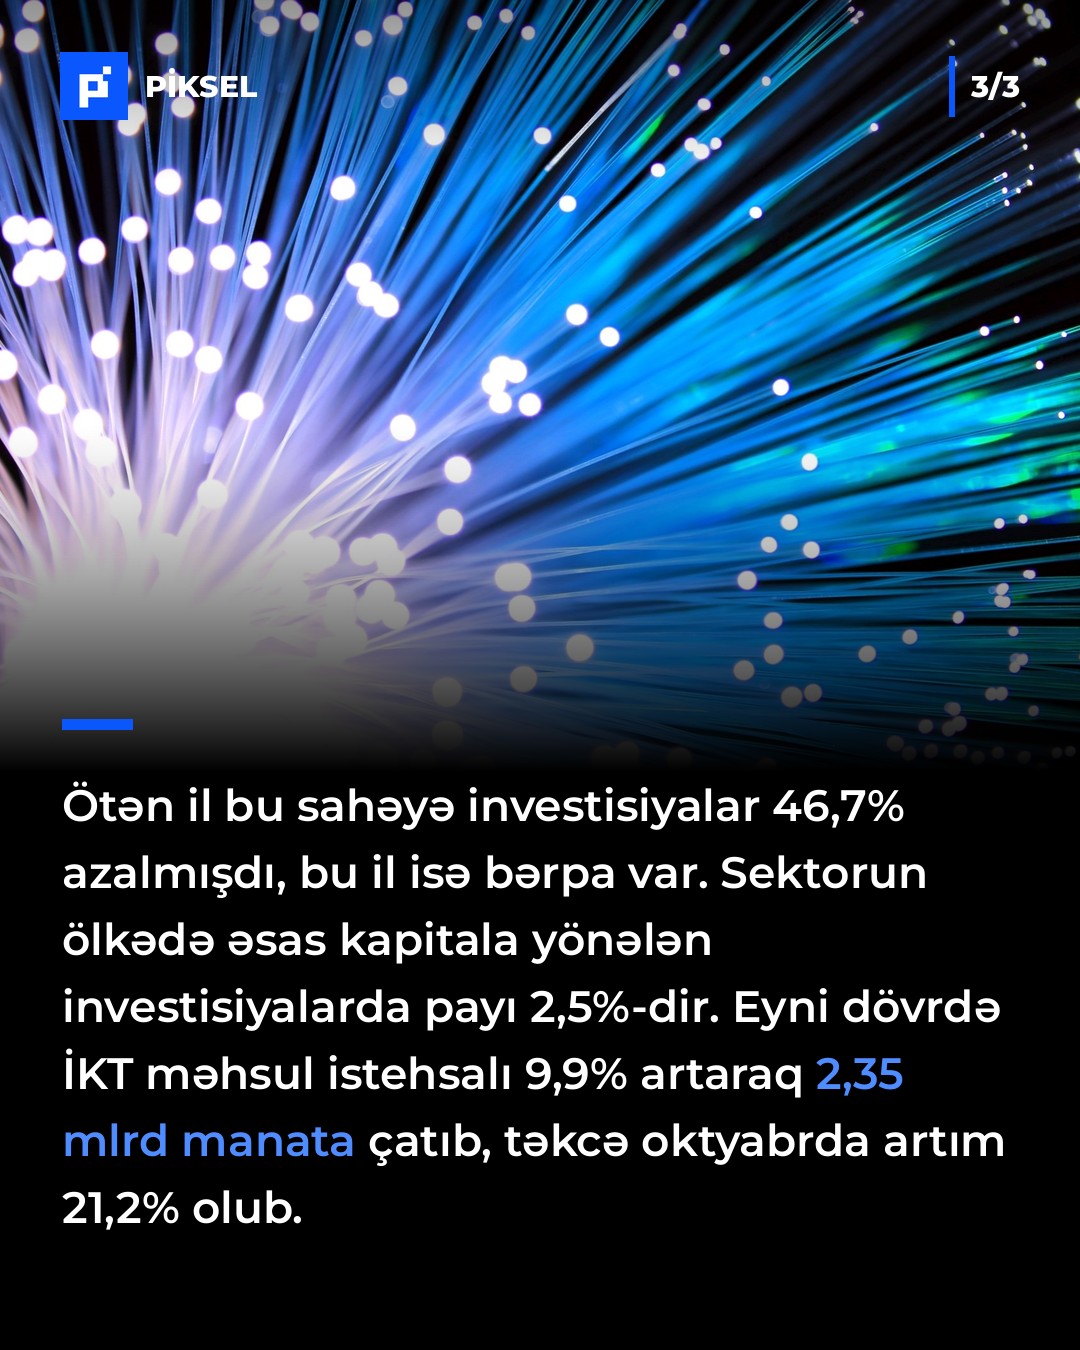 PİKSEL
3/3
Ötən il bu sahəyə investisiyalar 46,7%
azalmışdı, bu il isə bərpa var. Sektorun
ölkədə əsas kapitala yönələn
investisiyalarda payı 2,5%-dir. Eyni dövrdə
İKT məhsul istehsalı 9,9% artaraq 2,35
mlrd manata çatıb, təkcə oktyabrda artım
21,2% olub.